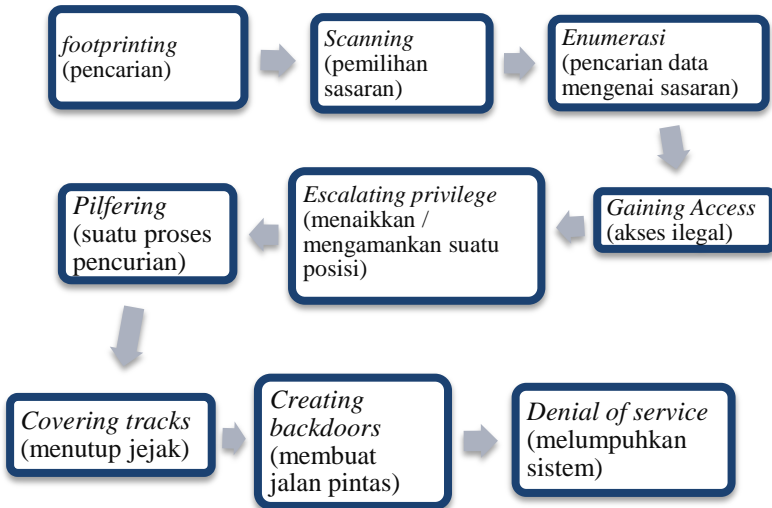 footprinting
(pencarian)
Scanning
(pemilihan
sasaran)
Enumerasi
(pencarian data
mengenai sasaran)
Gaining Access
(akses ilegal)
Escalating privilege
(menaikkan /
mengamankan suatu
posisi)
Pilfering
(suatu proses
pencurian)
Covering tracks
(menutup jejak)
Creating
backdoors
(membuat
jalan pintas)
Denial of service
(melumpuhkan
sistem)